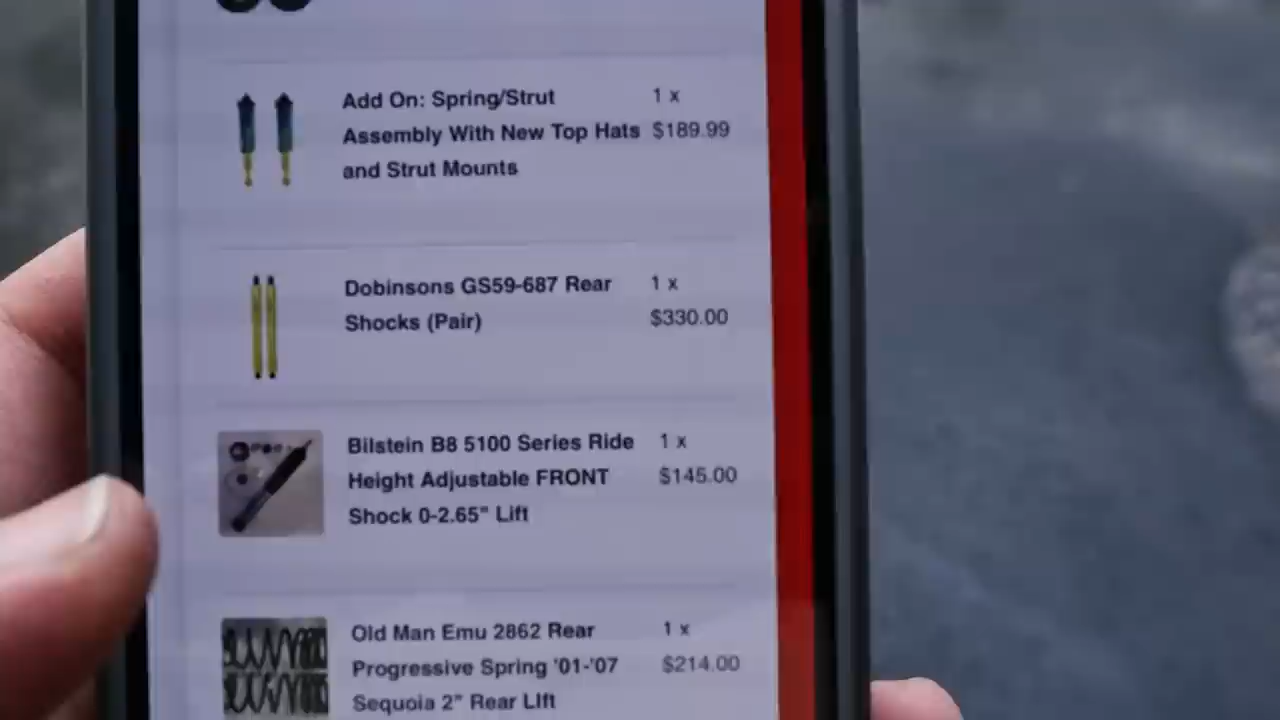 Add On: Spring/Strut 1 x
Assembly With New Top Hats $189.99
and Strut Mounts
Dobinsons GS59-687 Rear 1 x
Shocks (Pair) $330.00
Bilstein B8 5100 Series Ride 1 x
Height Adjustable FRONT $145.00
Shock 0-2.65" Lift
Old Man Emu 2862 Rear 1 x
Progressive Spring '01-'07 $214.00
Sequoia 2" Rear LIft